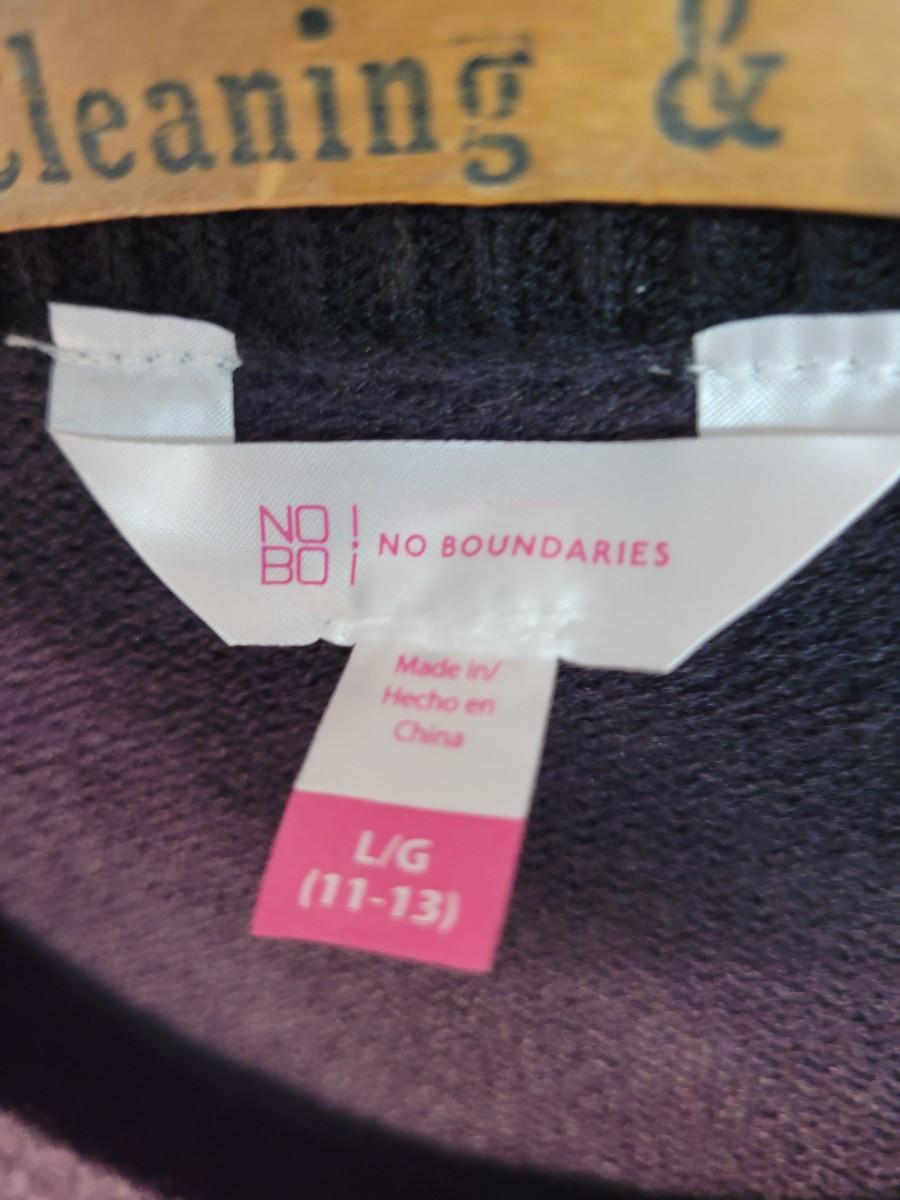 cleaning &
NO
BO
NO BOUNDARIES
Made in/
Hecho en
China
L/G
(11-13)